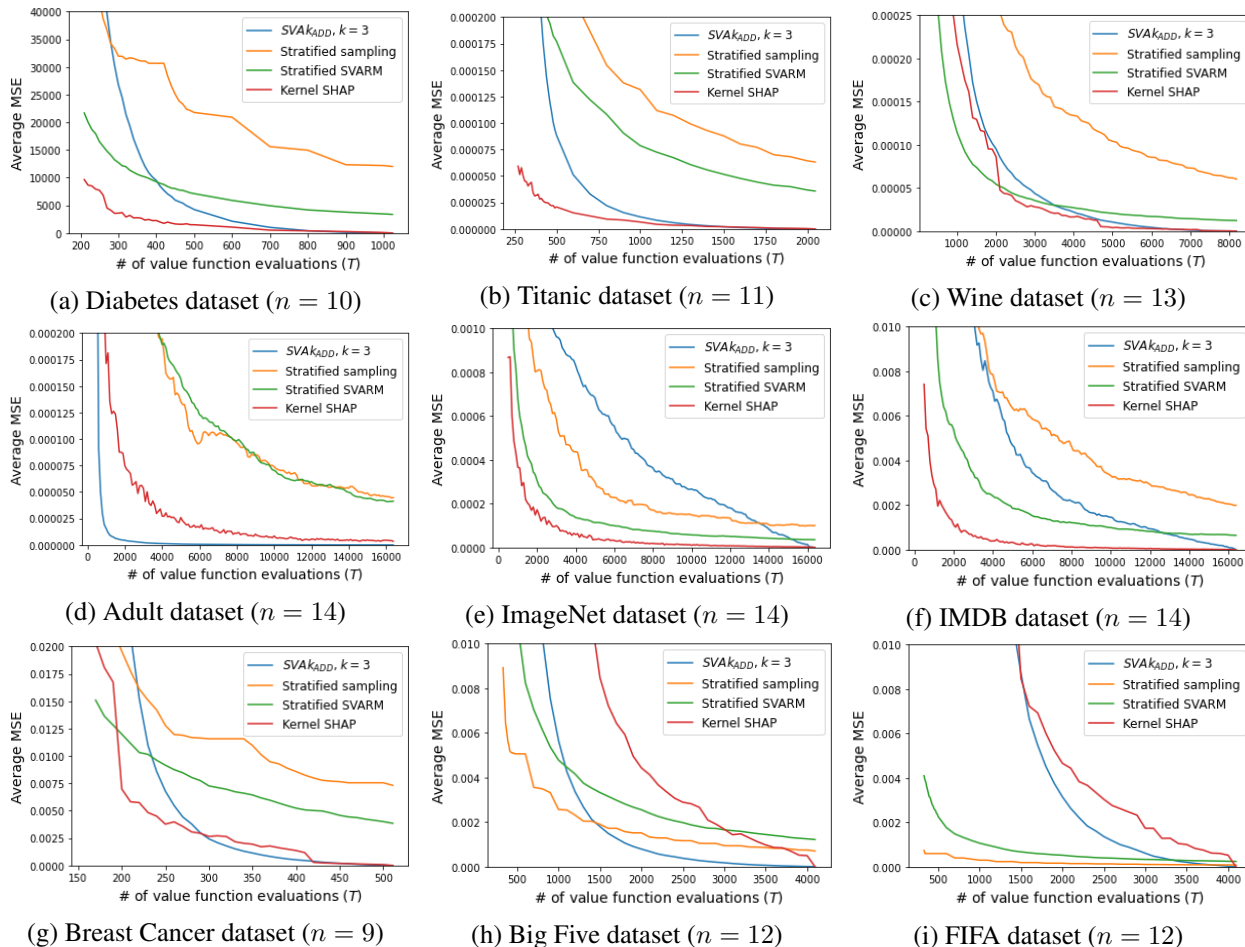 40000
35000
30000
25000
20000
15000
10000
5000
0
Average MSE
SVAkADD, k = 3
Stratified sampling
Stratified SVARM
Kernel SHAP
200 300 400 500 600 700 800 900 1000
# of value function evaluations (T)
(a) Diabetes dataset (n = 10)
0.000200
0.000175
0.000150
0.000125
0.000100
0.000075
0.000050
0.000025
0.000000
Average MSE
SVAkADD, k = 3
Stratified sampling
Stratified SVARM
Kernel SHAP
250 500 750 1000 1250 1500 1750 2000
# of value function evaluations (T)
(b) Titanic dataset (n = 11)
0.00025
0.00020
0.00015
0.00010
0.00005
0.00000
Average MSE
SVAkADD, k = 3
Stratified sampling
Stratified SVARM
Kernel SHAP
1000 2000 3000 4000 5000 6000 7000 8000
# of value function evaluations (T)
(c) Wine dataset (n = 13)
0.000200
0.000175
0.000150
0.000125
0.000100
0.000075
0.000050
0.000025
0.000000
Average MSE
SVAkADD, k = 3
Stratified sampling
Stratified SVARM
Kernel SHAP
0 2000 4000 6000 8000 10000 12000 14000 16000
# of value function evaluations (T)
(d) Adult dataset (n = 14)
0.0010
0.0008
0.0006
0.0004
0.0002
0.0000
Average MSE
SVAkADD, k = 3
Stratified sampling
Stratified SVARM
Kernel SHAP
0 2000 4000 6000 8000 10000 12000 14000 16000
# of value function evaluations (T)
(e) ImageNet dataset (n = 14)
0.010
0.008
0.006
0.004
0.002
0.000
Average MSE
SVAkADD, k = 3
Stratified sampling
Stratified SVARM
Kernel SHAP
0 2000 4000 6000 8000 10000 12000 14000 16000
# of value function evaluations (T)
(f) IMDB dataset (n = 14)
0.0200
0.0175
0.0150
0.0125
0.0100
0.0075
0.0050
0.0025
0.0000
Average MSE
SVAkADD, k = 3
Stratified sampling
Stratified SVARM
Kernel SHAP
150 200 250 300 350 400 450 500
# of value function evaluations (T)
(g) Breast Cancer dataset (n = 9)
0.010
0.008
0.006
0.004
0.002
0.000
Average MSE
SVAkADD, k = 3
Stratified sampling
Stratified SVARM
Kernel SHAP
500 1000 1500 2000 2500 3000 3500 4000
# of value function evaluations (T)
(h) Big Five dataset (n = 12)
0.010
0.008
0.006
0.004
0.002
0.000
Average MSE
SVAkADD, k = 3
Stratified sampling
Stratified SVARM
Kernel SHAP
500 1000 1500 2000 2500 3000 3500 4000
# of value function evaluations (T)
(i) FIFA dataset (n = 12)